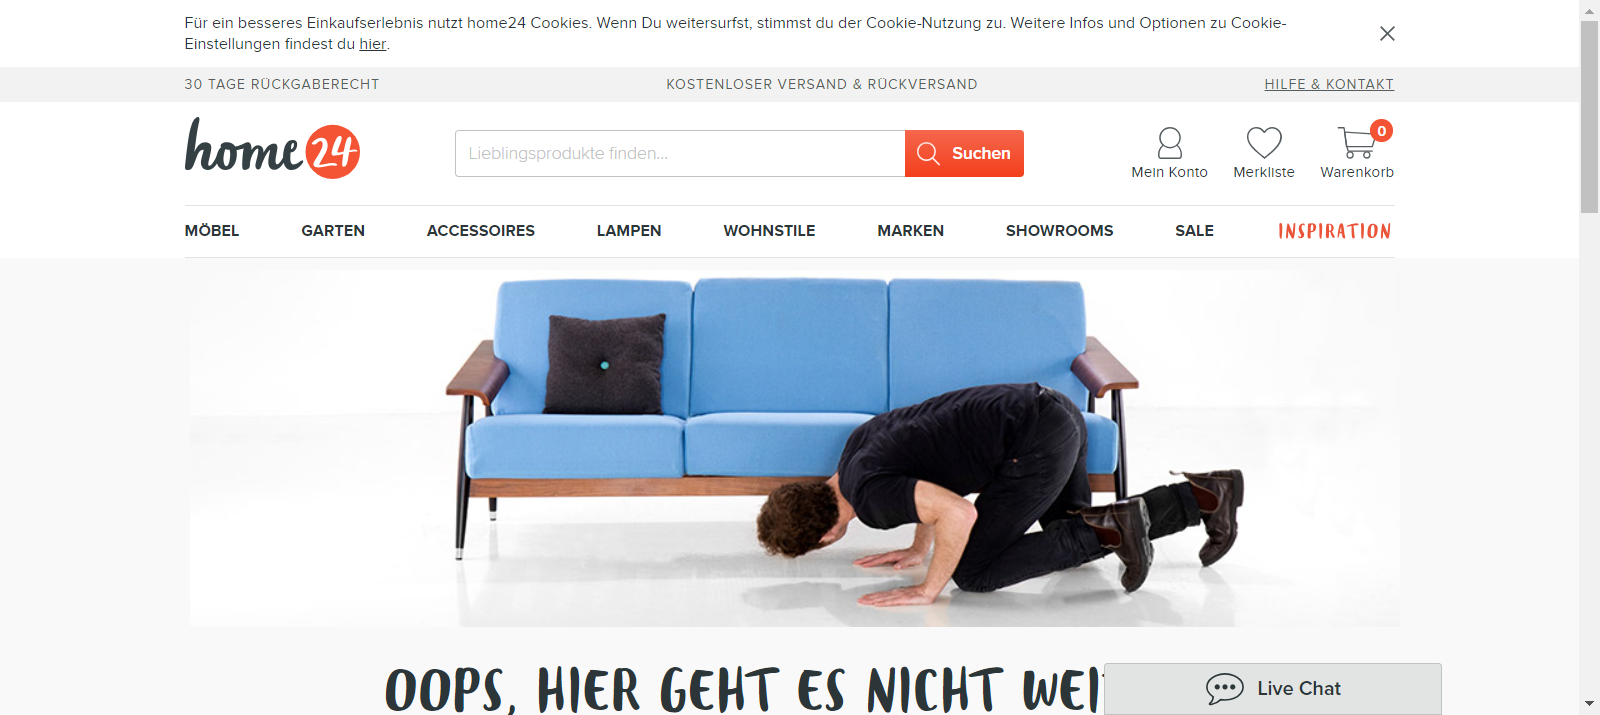 Für ein besseres Einkaufserlebnis nutzt home24 Cookies. Wenn Du weitersurfst, stimmst du der Cookie-Nutzung zu. Weitere Infos und Optionen zu Cookie-
Einstellungen findest du hier.
30 TAGE RÜCKGABERECHT
KOSTENLOSER VERSAND & RÜCKVERSAND
HILFE & KONTAKT
home24
Lieblingsprodukte finden...
Suchen
0
Mein Konto
Merkliste
Warenkorb
MÖBEL
GARTEN
ACCESSOIRES
LAMPEN
WOHNSTILE
MARKEN
SHOWROOMS
SALE
INSPIRATION
OOPS, HIER GEHT ES NICHT WEI
Live Chat